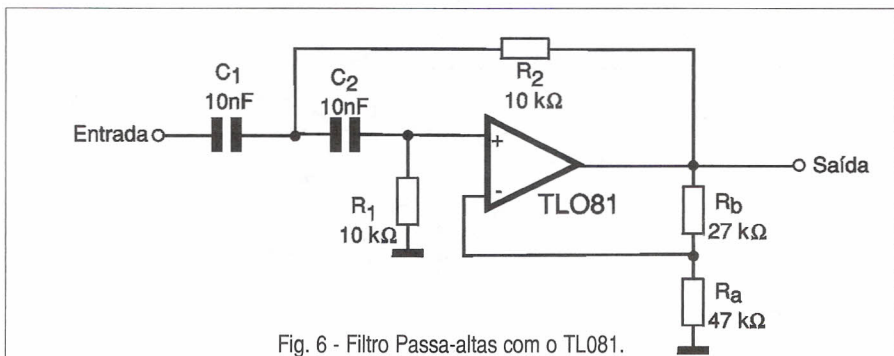 C1
10nF
C2
10nF
R2
10 kΩ
Entrada
+
-
TLO81
Saída
R1
10 kΩ
Rb
27 kΩ
Ra
47 kΩ
Fig. 6 - Filtro Passa-altas com o TL081.